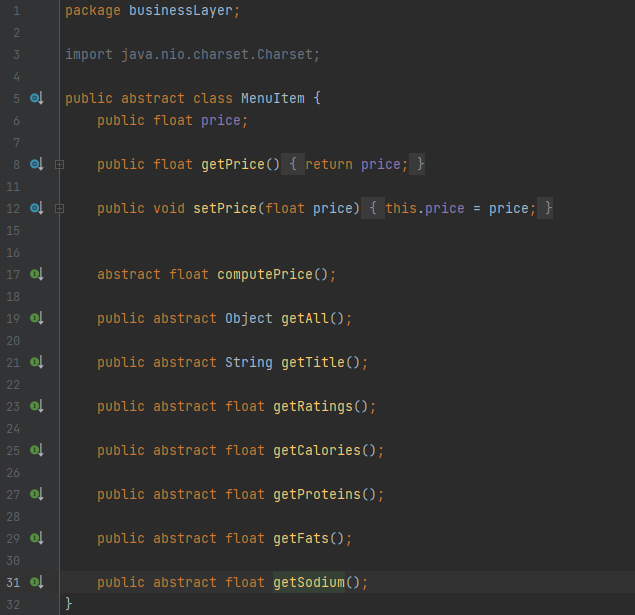 1 package businessLayer;
2
3 import java.nio.charset.Charset;
4
5 public abstract class MenuItem {
6 public float price;
7
8 public float getPrice() { return price; }
11
12 public void setPrice(float price) { this.price = price; }
15
16
17 abstract float computePrice();
18
19 public abstract Object getAll();
20
21 public abstract String getTitle();
22
23 public abstract float getRatings();
24
25 public abstract float getCalories();
26
27 public abstract float getProteins();
28
29 public abstract float getFats();
30
31 public abstract float getSodium();
32 }